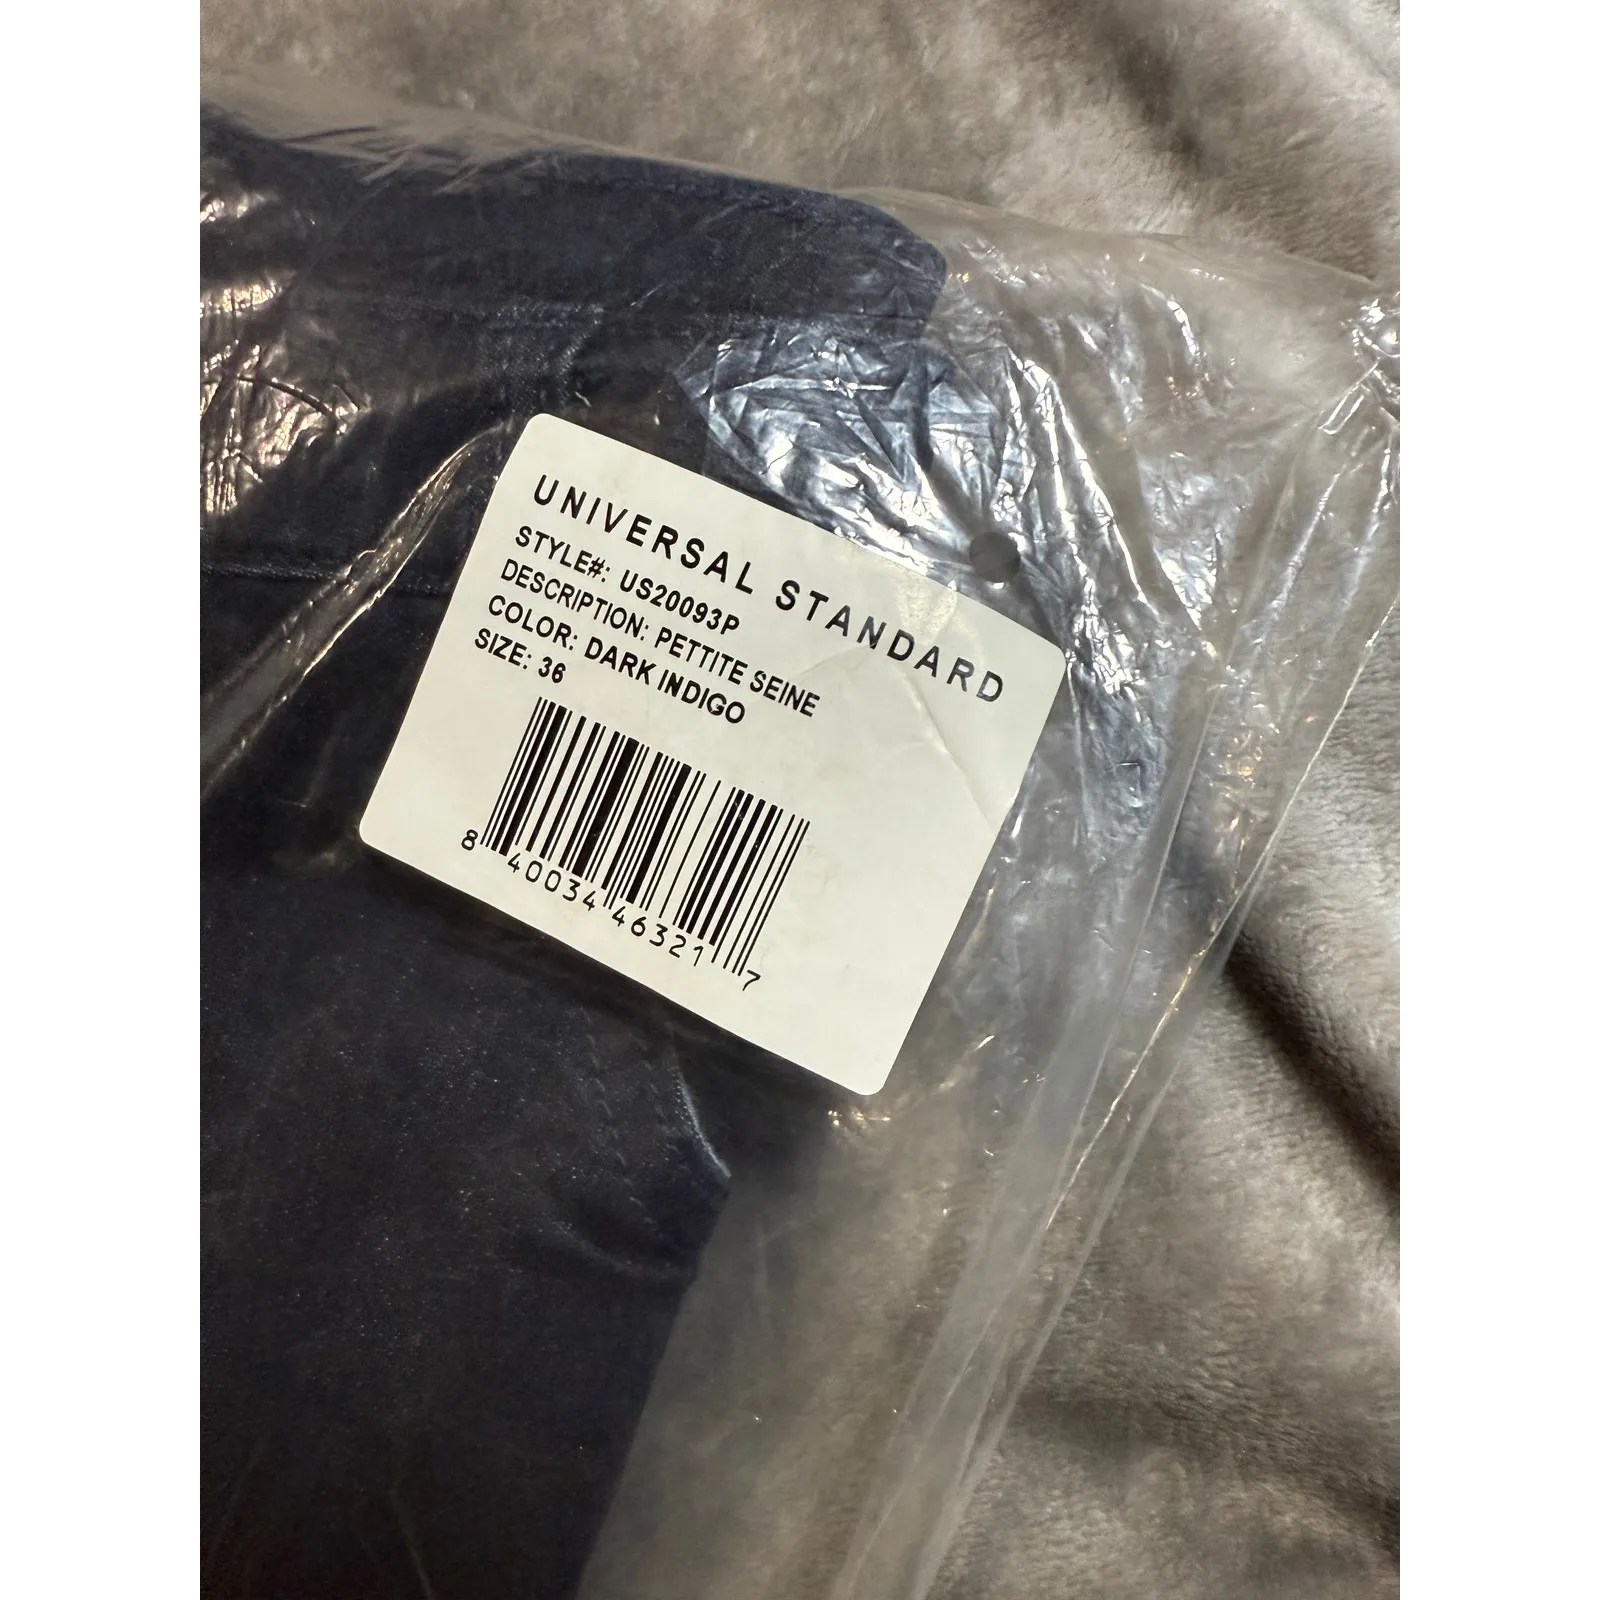 UNIVERSAL STANDARD
STYLE#: US20093P
DESCRIPTION: PETTITE SEINE
COLOR: DARK INDIGO
SIZE: 36
8 40034 46321 7